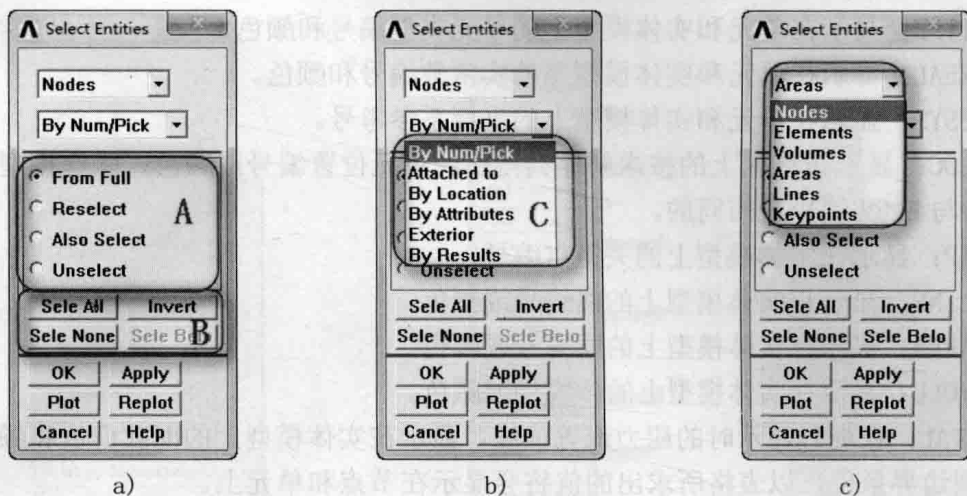 Select Entities
Nodes
By Num/Pick
From Full
Reselect
A
Also Select
Unselect
Sele All Invert
Sele None Sele Belo
B
OK Apply
Plot Replot
Cancel Help
a)
Select Entities
Nodes
By Num/Pick
By Num/Pick
Attached to
By Location
By Attributes
C
Exterior
By Results
Unselect
Sele All Invert
Sele None Sele Belo
OK Apply
Plot Replot
Cancel Help
b)
Select Entities
Areas
Nodes
Elements
Volumes
Areas
Lines
Keypoints
Also Select
Unselect
Sele All Invert
Sele None Sele Belo
OK Apply
Plot Replot
Cancel Help
c)